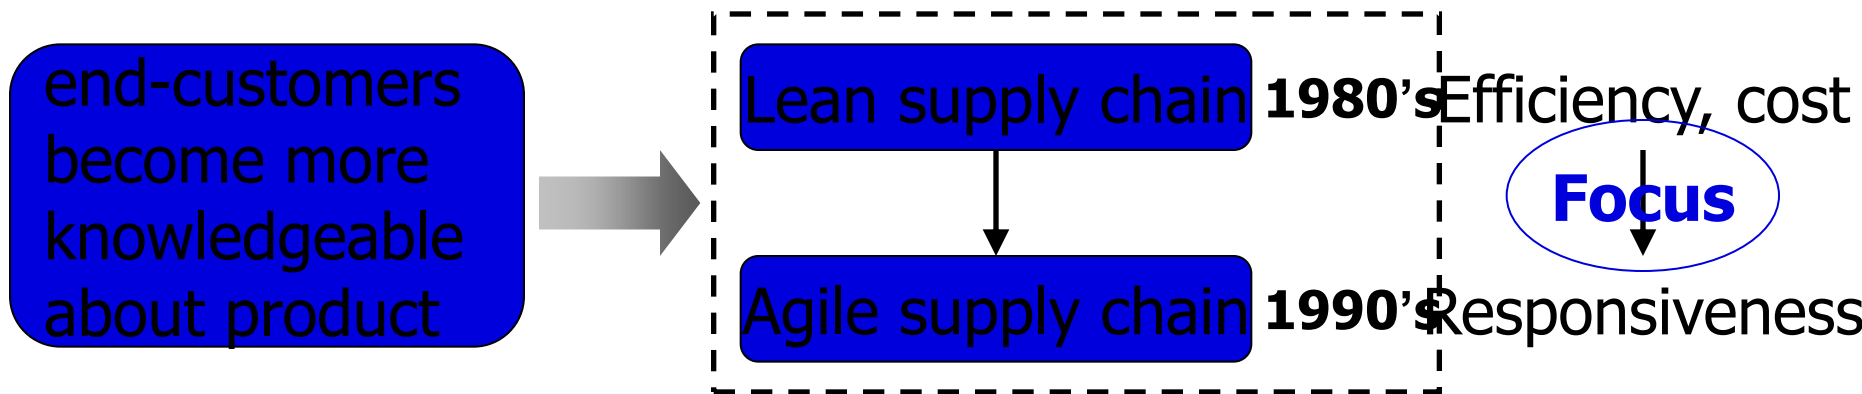 end-customers
become more
knowledgeable
about product
Lean supply chain 1980’s Efficiency, cost
Focus
Agile supply chain 1990’s Responsiveness